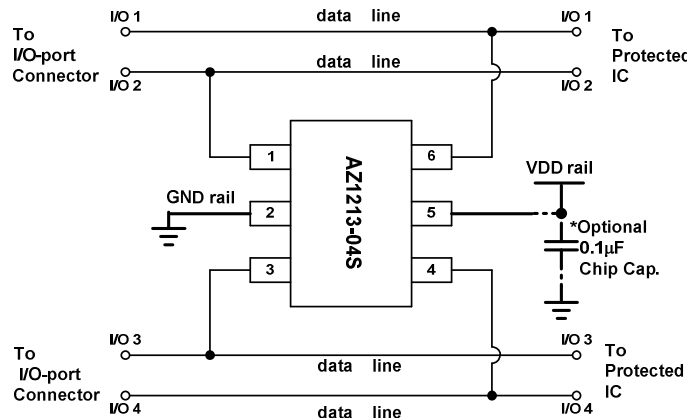 I/O 1
data line
I/O 1
To
I/O-port
Connector
To
Protected
IC
I/O 2
data line
I/O 2
1
6
AZ1213-04S
VDD rail
GND rail
2
5
*Optional
0.1μF
Chip Cap.
3
4
I/O 3
I/O 3
To
I/O-port
Connector
data line
To
Protected
IC
I/O 4
data line
I/O 4